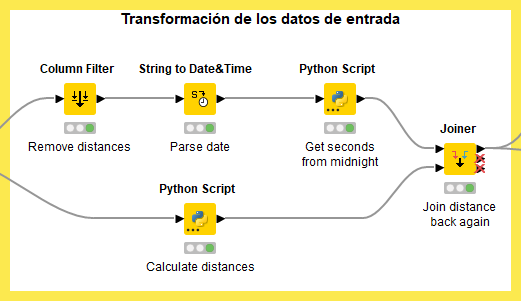 Transformación de los datos de entrada
Column Filter
String to Date&Time
Python Script
S
Remove distances
Parse date
Get seconds
from midnight
Joiner
Join distance
back again
Python Script
Calculate distances